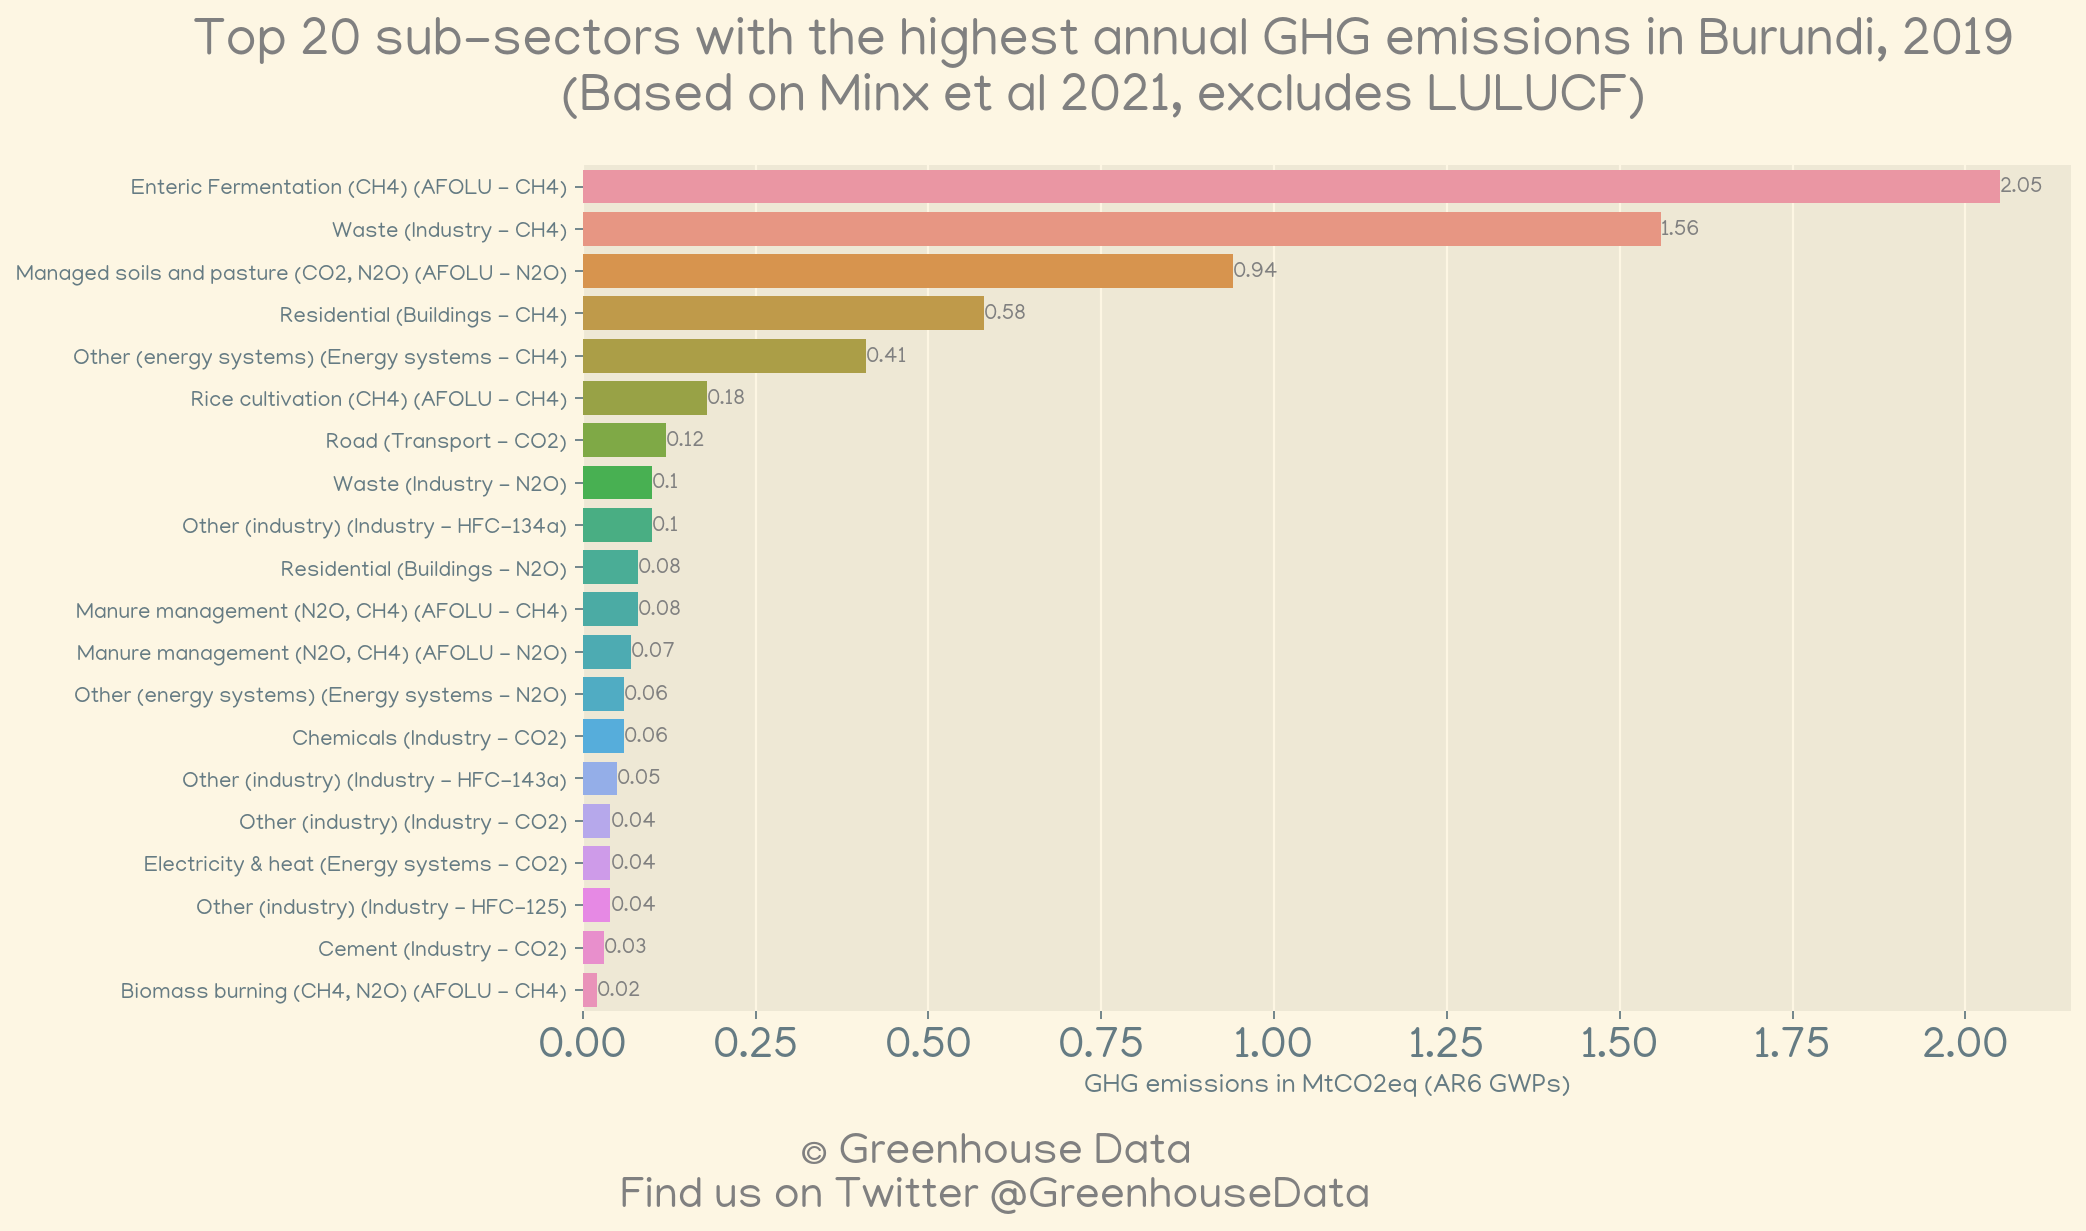 Top 20 sub-sectors with the highest annual GHG emissions in Burundi, 2019
(Based on Minx et al 2021, excludes LULUCF)
Enteric Fermentation (CH4) (AFOLU - CH4) 2.05
Waste (Industry - CH4) 1.56
Managed soils and pasture (CO2, N2O) (AFOLU - N2O) 0.94
Residential (Buildings - CH4) 0.58
Other (energy systems) (Energy systems - CH4) 0.41
Rice cultivation (CH4) (AFOLU - CH4) 0.18
Road (Transport - CO2) 0.12
Waste (Industry - N2O) 0.1
Other (industry) (Industry - HFC-134a) 0.1
Residential (Buildings - N2O) 0.08
Manure management (N2O, CH4) (AFOLU - CH4) 0.08
Manure management (N2O, CH4) (AFOLU - N2O) 0.07
Other (energy systems) (Energy systems - N2O) 0.06
Chemicals (Industry - CO2) 0.06
Other (industry) (Industry - HFC-143a) 0.05
Other (industry) (Industry - CO2) 0.04
Electricity & heat (Energy systems - CO2) 0.04
Other (industry) (Industry - HFC-125) 0.04
Cement (Industry - CO2) 0.03
Biomass burning (CH4, N2O) (AFOLU - CH4) 0.02
0.00 0.25 0.50 0.75 1.00 1.25 1.50 1.75 2.00
GHG emissions in MtCO2eq (AR6 GWPs)
© Greenhouse Data
Find us on Twitter @GreenhouseData